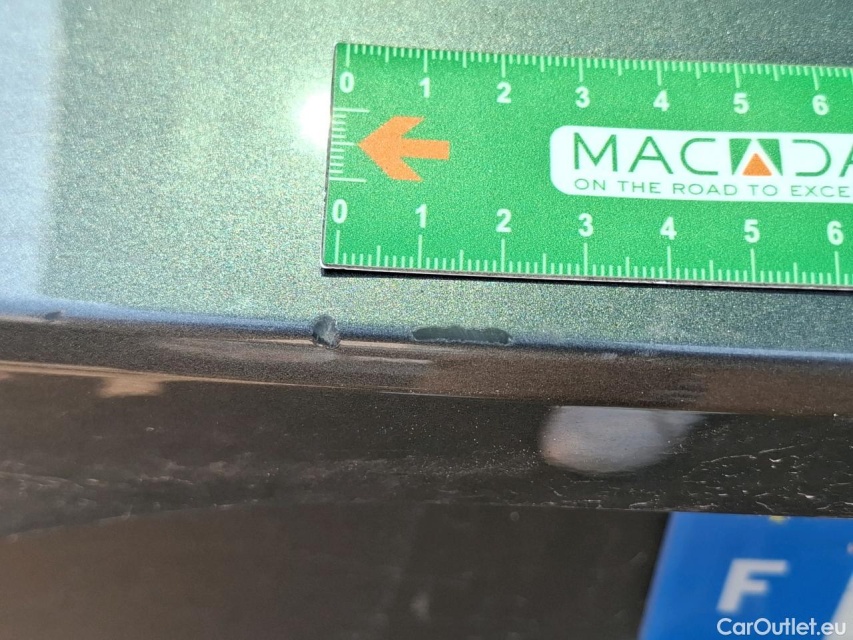 0 1 2 3 4 5 6
MACADA
ON THE ROAD TO EXCE
0 1 2 3 4 5 6
F
CarOutlet.eu